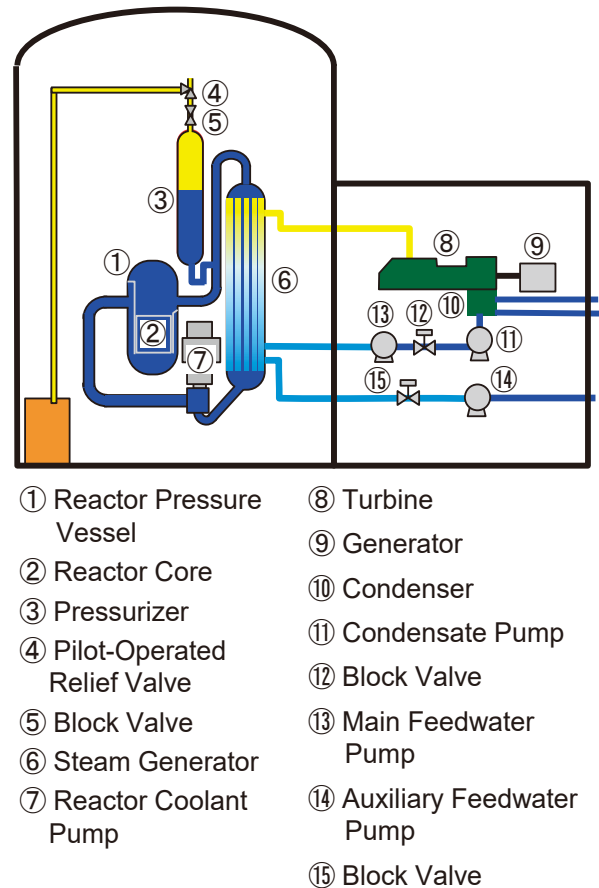 ④
⑤
③
①
⑧
⑨
⑥
②
⑩
⑬
⑫
⑪
⑦
⑮
⑭
① Reactor Pressure
Vessel
② Reactor Core
③ Pressurizer
④ Pilot-Operated
Relief Valve
⑤ Block Valve
⑥ Steam Generator
⑦ Reactor Coolant
Pump
⑧ Turbine
⑨ Generator
⑩ Condenser
⑪ Condensate Pump
⑫ Block Valve
⑬ Main Feedwater
Pump
⑭ Auxiliary Feedwater
Pump
⑮ Block Valve